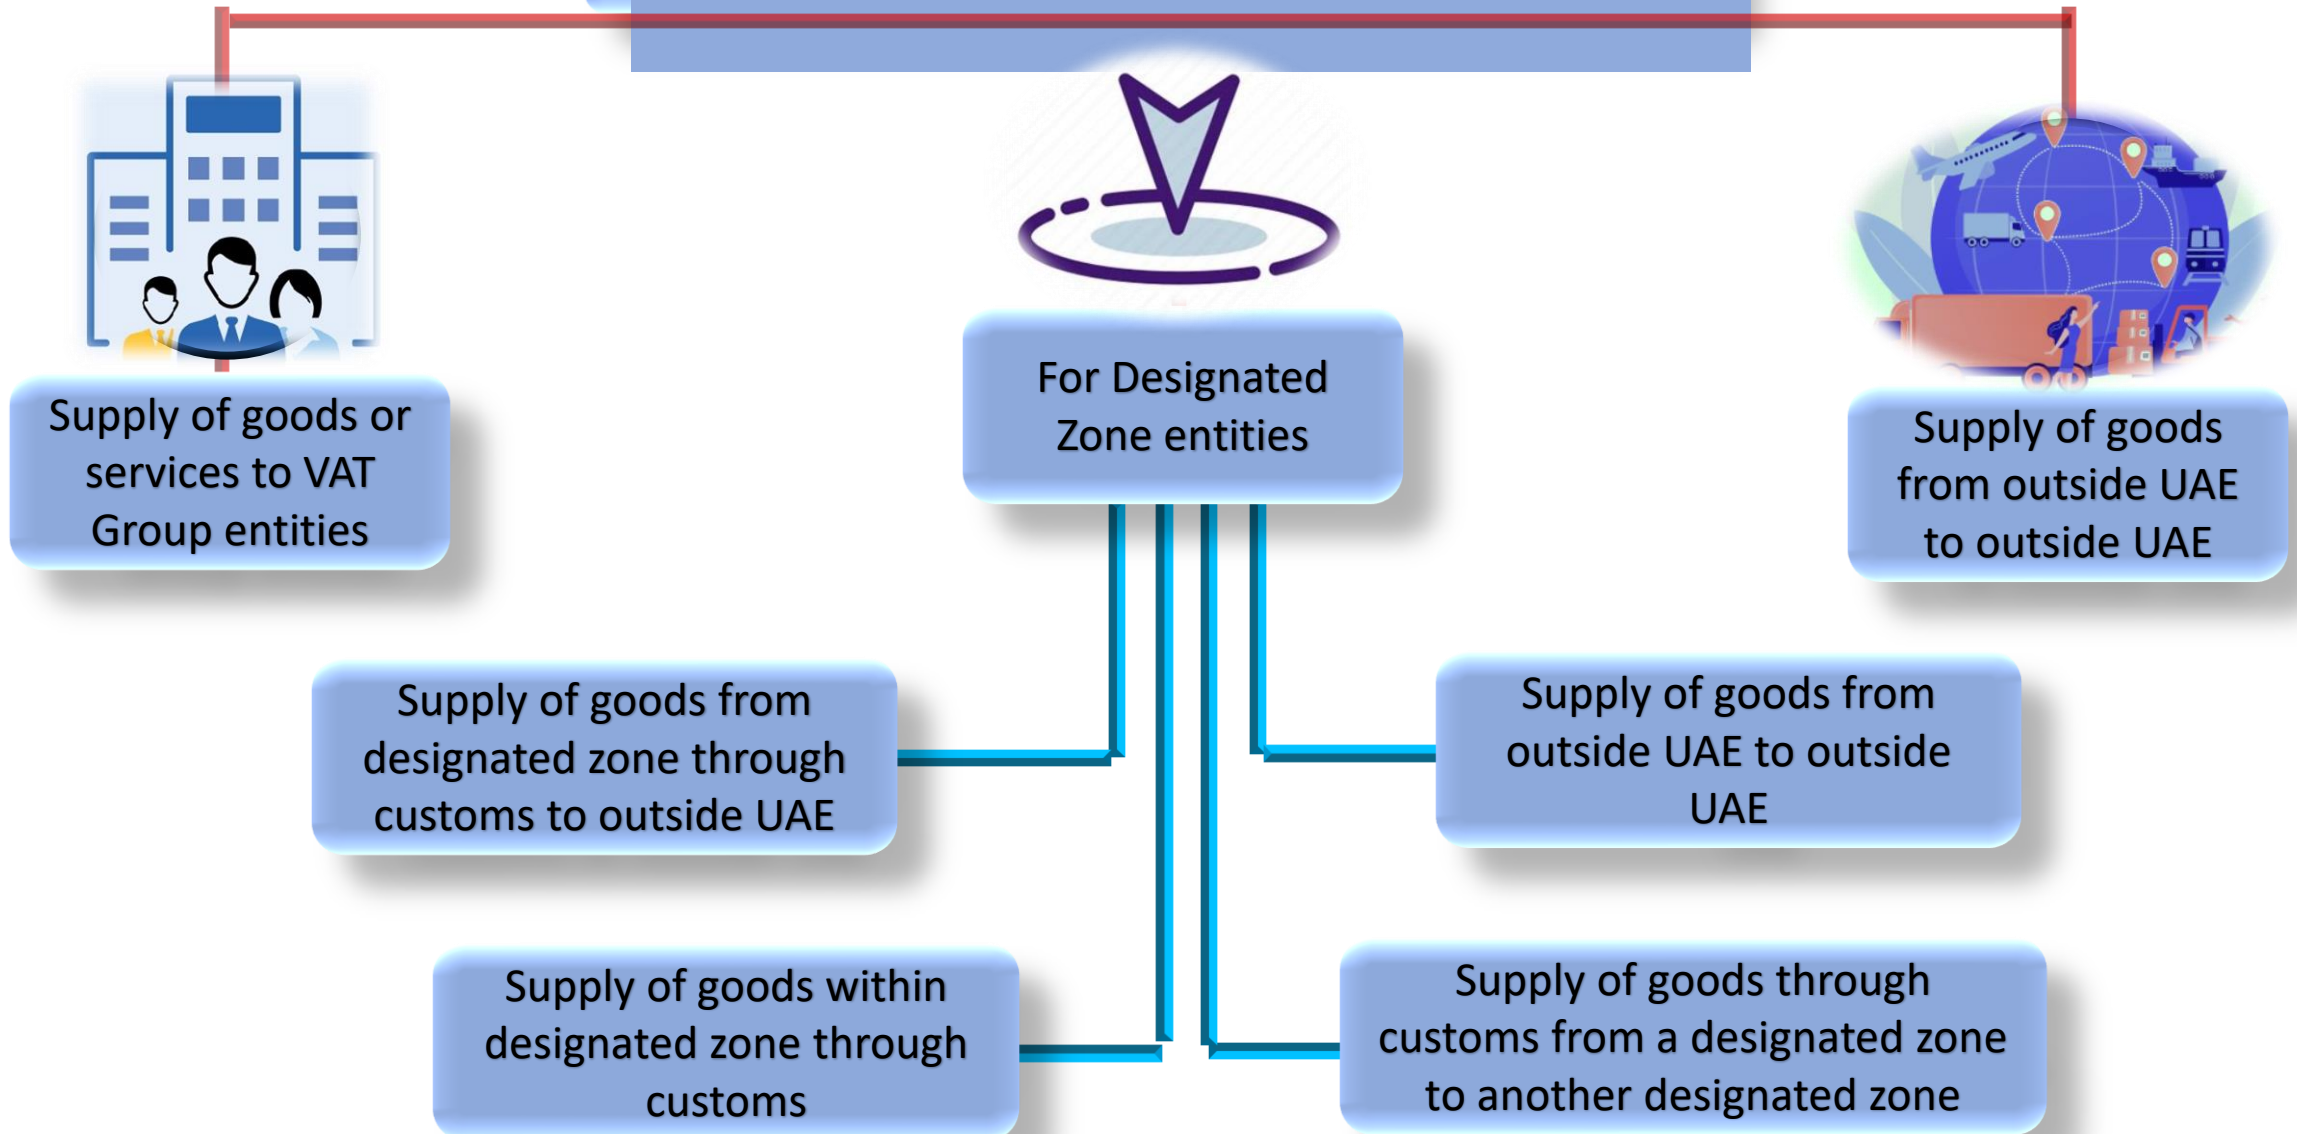 Supply of goods or
services to VAT
Group entities
For Designated
Zone entities
Supply of goods
from outside UAE
to outside UAE
Supply of goods from
designated zone through
customs to outside UAE
Supply of goods from
outside UAE to outside
UAE
Supply of goods within
designated zone through
customs
Supply of goods through
customs from a designated zone
to another designated zone